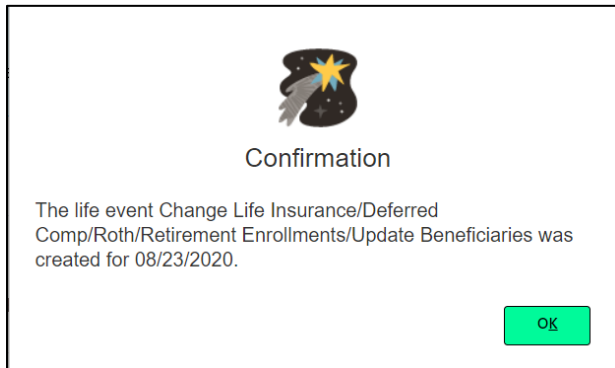 Confirmation
The life event Change Life Insurance/Deferred
Comp/Roth/Retirement Enrollments/Update Beneficiaries was
created for 08/23/2020.
OK